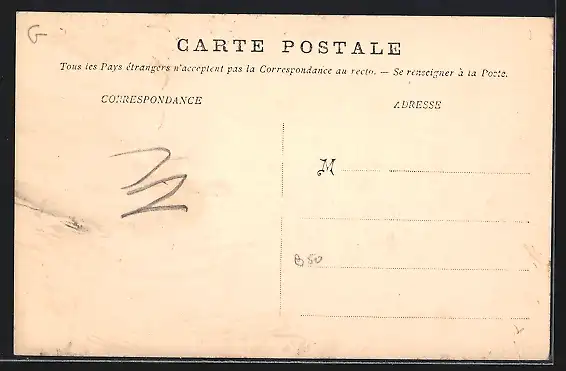 G
CARTE POSTALE
Tous les Pays étrangers n'acceptent pas la Correspondance au recto. — Se renseigner à la Poste.
CORRESPONDANCE
ADRESSE
M
B50